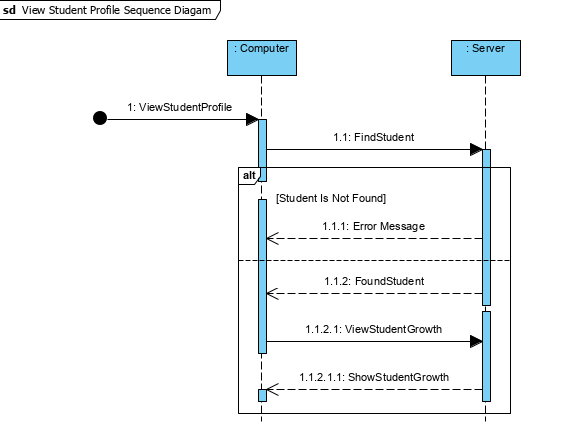 sd View Student Profile Sequence Diagam
: Computer
: Server
1: ViewStudentProfile
1.1: FindStudent
alt
[Student Is Not Found]
1.1.1: Error Message
1.1.2: FoundStudent
1.1.2.1: ViewStudentGrowth
1.1.2.1.1: ShowStudentGrowth